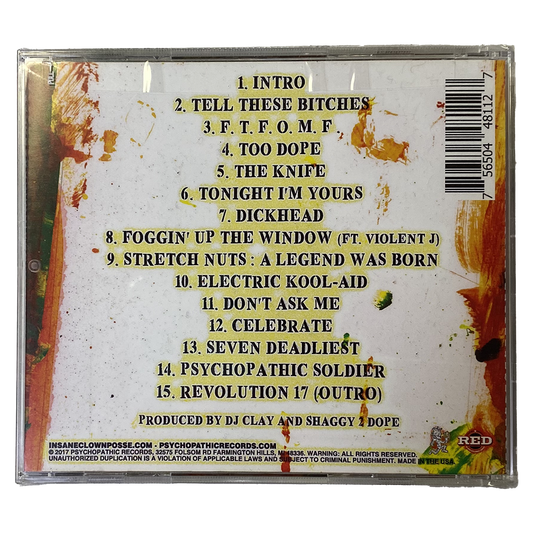 1. INTRO
2. TELL THESE BITCHES
3. F. T. F. O. M. F
4. TOO DOPE
5. THE KNIFE
6. TONIGHT I'M YOURS
7. DICKHEAD
8. FOGGIN' UP THE WINDOW (FT. VIOLENT J)
9. STRETCH NUTS : A LEGEND WAS BORN
10. ELECTRIC KOOL-AID
11. DON'T ASK ME
12. CELEBRATE
13. SEVEN DEADLIEST
14. PSYCHOPATHIC SOLDIER
15. REVOLUTION 17 (OUTRO)
PRODUCED BY DJ CLAY AND SHAGGY 2 DOPE
7 56504 48112 7
INSANECLOWNPOSSE.COM - PSYCHOPATHICRECORDS.COM
© 2017 PSYCHOPATHIC RECORDS, 32575 FOLSOM RD FARMINGTON HILLS, MI 48336. WARNING: ALL RIGHTS RESERVED.
UNAUTHORIZED DUPLICATION IS A VIOLATION OF APPLICABLE LAWS AND SUBJECT TO CRIMINAL PUNISHMENT. MADE IN THE USA.
RED